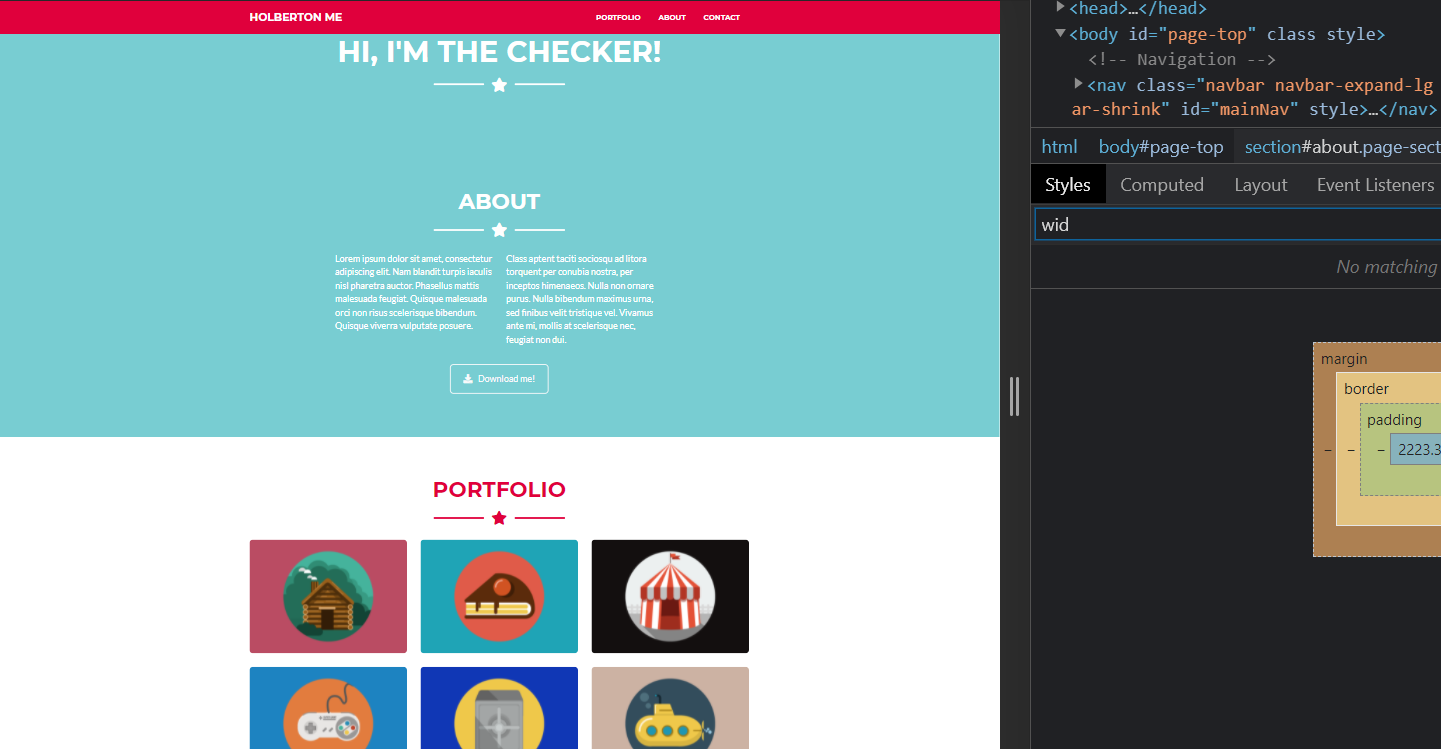 HOLBERTON ME
PORTFOLIO ABOUT CONTACT
HI, I'M THE CHECKER!
ABOUT
Lorem ipsum dolor sit amet, consectetur
adipiscing elit. Nam blandit turpis iaculis
nisl pharetra auctor. Phasellus mattis
malesuada feugiat. Quisque malesuada
orci non risus scelerisque bibendum.
Quisque viverra vulputate posuere.
Class aptent taciti sociosqu ad litora
torquent per conubia nostra, per
inceptos himenaeos. Nulla non ornare
purus. Nulla bibendum maximus urna,
sed finibus velit tristique vel. Vivamus
ante mi, mollis at scelerisque nec,
feugiat non dui.
Download me!
PORTFOLIO
<head>…</head>
<body id="page-top" class style>
<!-- Navigation -->
<nav class="navbar navbar-expand-lg
ar-shrink" id="mainNav" style>…</nav>
html body#page-top section#about.page-sect
Styles Computed Layout Event Listeners
wid
No matching
margin
border
padding
– – – 2223.3